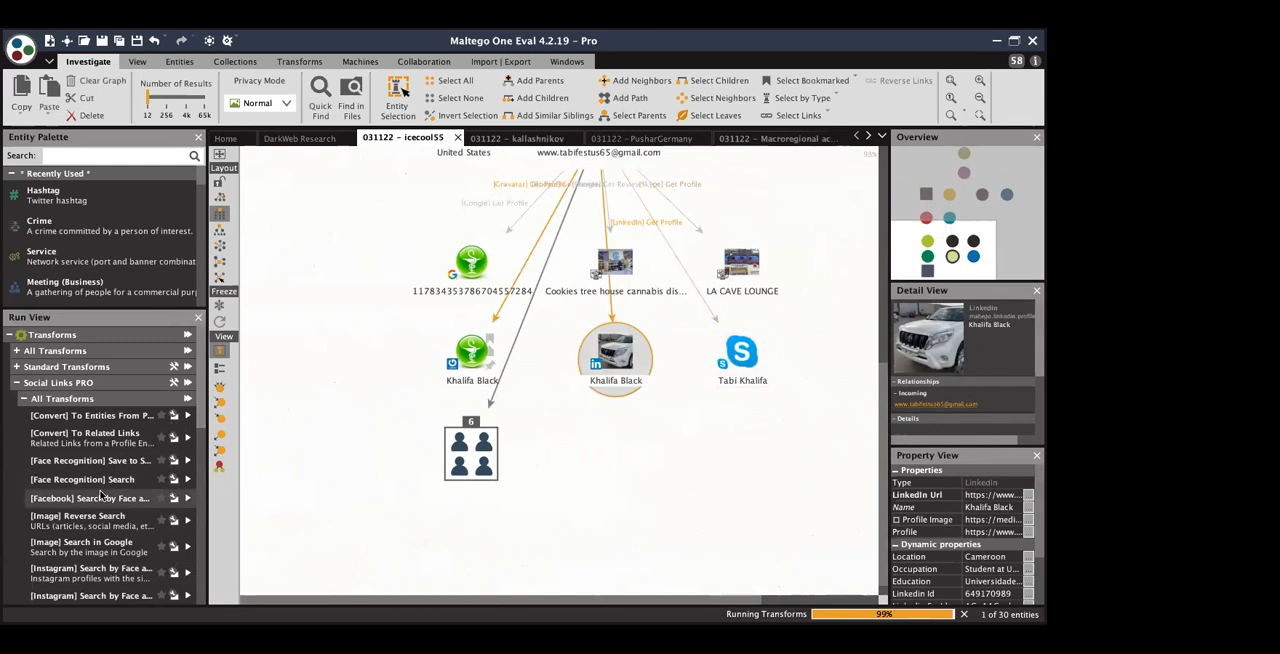 Maltego One Eval 4.2.19 - Pro
Investigate View Entities Collections Transforms Machines Collaboration Import | Export Windows
58
Copy Paste Clear Graph Cut Delete
Number of Results
12 256 4k 64k
Privacy Mode
Normal
Quick Find
Find in Files
Entity Selection
Select All Add Parents Add Neighbors Select Children Select Bookmarked Reverse Links
Select None Add Children Add Path Select Neighbors Select by Type
Invert Selection Add Similar Siblings Select Parents Select Leaves Select Links
Entity Palette
Home DarkWeb Research 031122 - icecool55 031122 - kallashnikov 031122 - PusharGermany 031122 - Macroregional ac...
Overview
Search:
* Recently Used *
Hashtag
Twitter hashtag
Crime
A crime committed by a person of interest.
Service
Network service (port and banner combinat
Meeting (Business)
A gathering of people for a commercial pur
Layout
Freeze
View
Run View
Transforms
All Transforms
Standard Transforms
Social Links PRO
All Transforms
[Convert] To Entities From P...
[Convert] To Related Links
Related Links from a Profile En...
[Face Recognition] Save to S...
[Face Recognition] Search
[Facebook] Search by Face a...
[Image] Reverse Search
URLs (articles, social media, et...
[Image] Search in Google
Search by the image in Google
[Instagram] Search by Face a...
Instagram profiles with the si...
[Instagram] Search by Face a...
United States
www.tabifestus65@gmail.com
93%
[Google] Get Profile
[LinkedIn] Get Profile
117834353786704557284
Cookies tree house cannabis dis...
LA CAVE LOUNGE
Khalifa Black
Khalifa Black
Tabi Khalifa
6
Detail View
Linkedin
maltego.linkedin.profile
Khalifa Black
Relationships
Incoming
www.tabifestus65@gmail.com
Details
Property View
Properties
Type LinkedIn
LinkedIn Url https://www....
Name Khalifa Black
Profile Image https://medi...
Profile https://www....
Dynamic properties
Location Cameroon
Occupation Student at U...
Education Universidade...
Linkedin Id 649170989
Running Transforms 99% 1 of 30 entities